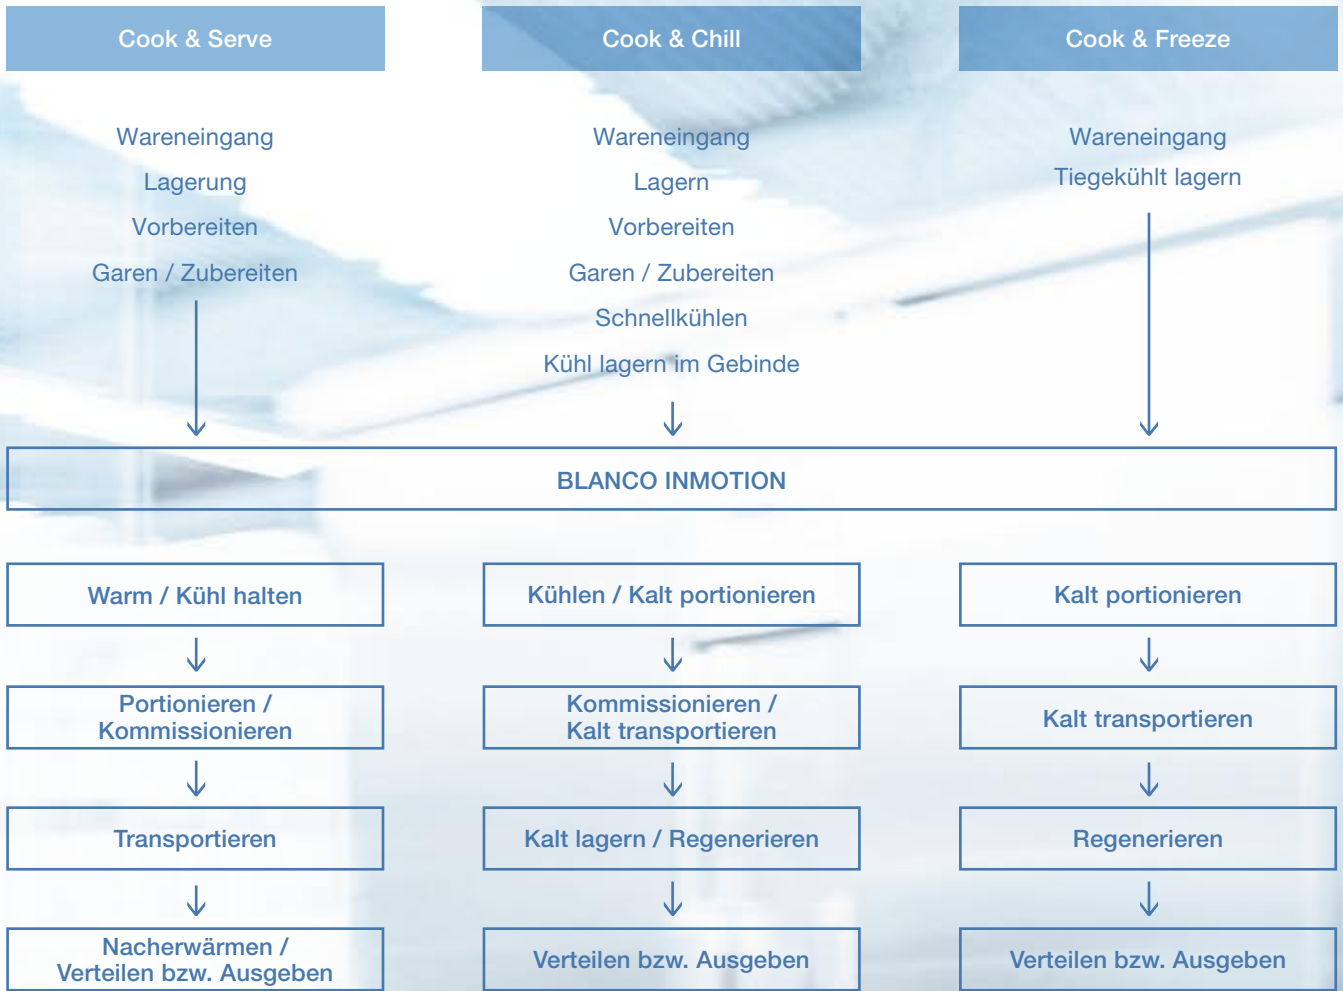 Cook & Serve
Cook & Chill
Cook & Freeze
Wareneingang
Lagerung
Vorbereiten
Garen / Zubereiten
Wareneingang
Lagern
Vorbereiten
Garen / Zubereiten
Schnellkühlen
Kühl lagern im Gebinde
Wareneingang
Tiegekühlt lagern
BLANCO INMOTION
Warm / Kühl halten
Portionieren /
Kommissionieren
Transportieren
Nacherwärmen /
Verteilen bzw. Ausgeben
Kühlen / Kalt portionieren
Kommissionieren /
Kalt transportieren
Kalt lagern / Regenerieren
Verteilen bzw. Ausgeben
Kalt portionieren
Kalt transportieren
Regenerieren
Verteilen bzw. Ausgeben